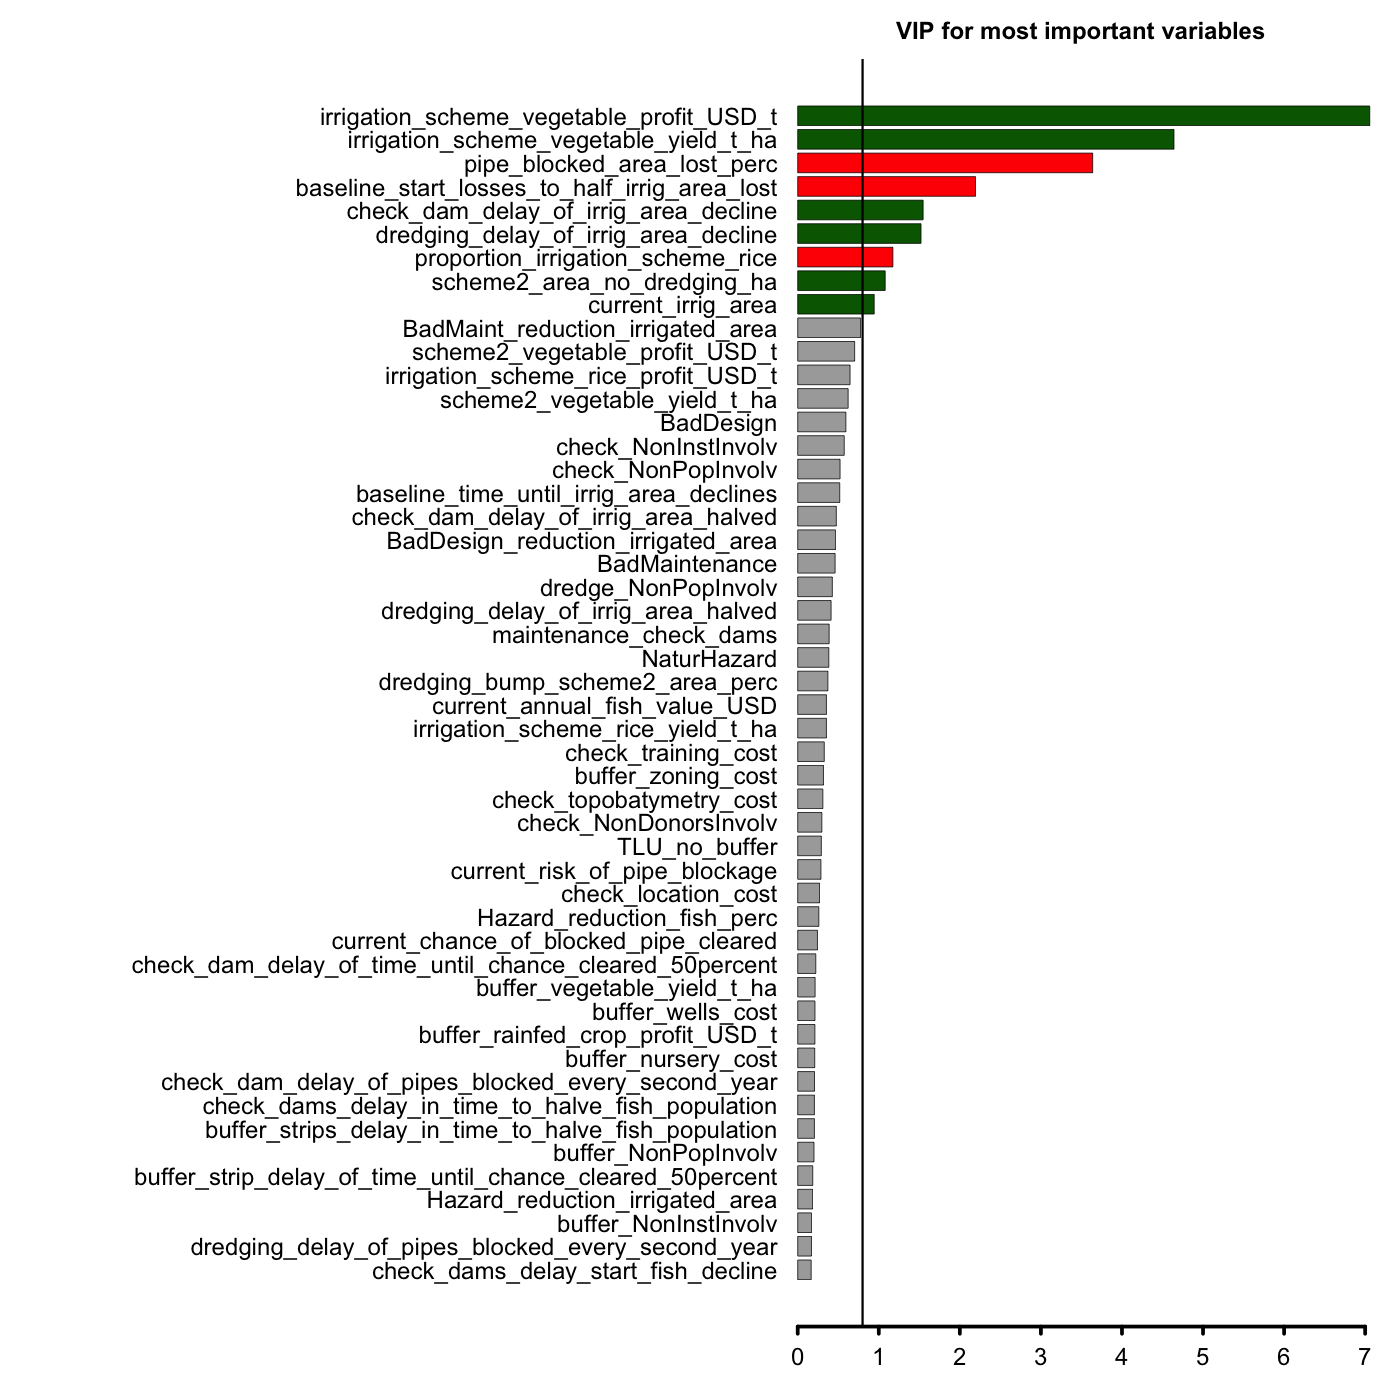 VIP for most important variables
irrigation_scheme_vegetable_profit_USD_t
irrigation_scheme_vegetable_yield_t_ha
pipe_blocked_area_lost_perc
baseline_start_losses_to_half_irrig_area_lost
check_dam_delay_of_irrig_area_decline
dredging_delay_of_irrig_area_decline
proportion_irrigation_scheme_rice
scheme2_area_no_dredging_ha
current_irrig_area
BadMaint_reduction_irrigated_area
scheme2_vegetable_profit_USD_t
irrigation_scheme_rice_profit_USD_t
scheme2_vegetable_yield_t_ha
BadDesign
check_NonInstInvolv
check_NonPopInvolv
baseline_time_until_irrig_area_declines
check_dam_delay_of_irrig_area_halved
BadDesign_reduction_irrigated_area
BadMaintenance
dredge_NonPopInvolv
dredging_delay_of_irrig_area_halved
maintenance_check_dams
NaturHazard
dredging_bump_scheme2_area_perc
current_annual_fish_value_USD
irrigation_scheme_rice_yield_t_ha
check_training_cost
buffer_zoning_cost
check_topobatymetry_cost
check_NonDonorsInvolv
TLU_no_buffer
current_risk_of_pipe_blockage
check_location_cost
Hazard_reduction_fish_perc
current_chance_of_blocked_pipe_cleared
check_dam_delay_of_time_until_chance_cleared_50percent
buffer_vegetable_yield_t_ha
buffer_wells_cost
buffer_rainfed_crop_profit_USD_t
buffer_nursery_cost
check_dam_delay_of_pipes_blocked_every_second_year
check_dams_delay_in_time_to_halve_fish_population
buffer_strips_delay_in_time_to_halve_fish_population
buffer_NonPopInvolv
buffer_strip_delay_of_time_until_chance_cleared_50percent
Hazard_reduction_irrigated_area
buffer_NonInstInvolv
dredging_delay_of_pipes_blocked_every_second_year
check_dams_delay_start_fish_decline
0 1 2 3 4 5 6 7